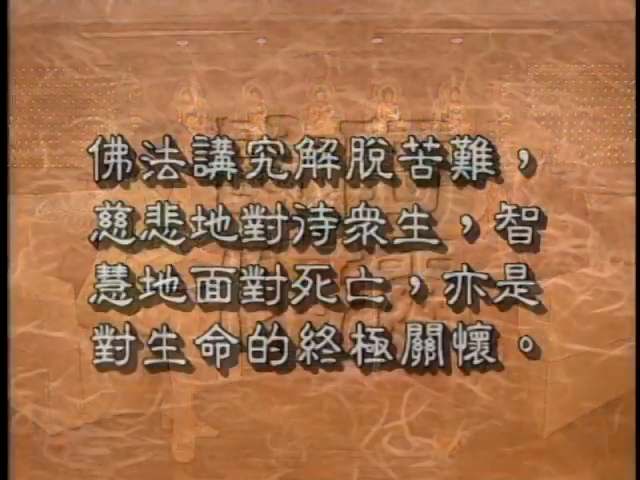 佛法講究解脫苦難，
慈悲地對待衆生，智
慧地面對死亡，亦是
對生命的終極關懷。